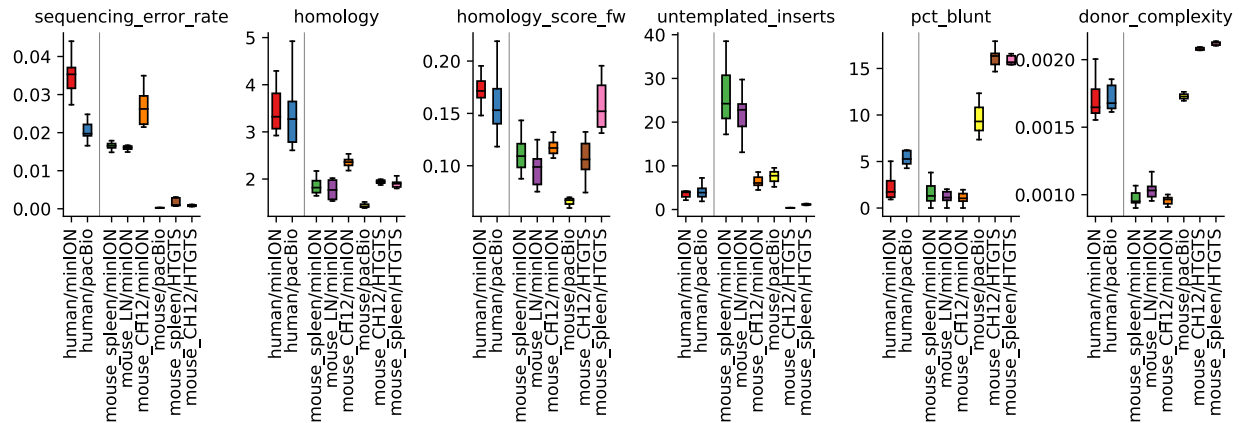 sequencing_error_rate
0.04
0.03
0.02
0.01
0.00
human/minION
human/pacBio
mouse_spleen/minION
mouse_LN/minION
mouse_CH12/minION
mouse/pacBio
mouse_Spleen/HTGTS
mouse_CH12/HTGTS
homology
5
4
3
2
human/minION
human/pacBio
mouse_spleen/minION
mouse_LN/minION
mouse_CH12/minION
mouse/pacBio
mouse_CH12/HTGTS
mouse_Spleen/HTGTS
homology_score_fw
0.20
0.15
0.10
human/minION
human/pacBio
mouse_spleen/minION
mouse_LN/minION
mouse_CH12/minION
mouse/pacBio
mouse_CH12/HTGTS
mouse_Spleen/HTGTS
untemplated_inserts
40
30
20
10
0
human/minION
human/pacBio
mouse_spleen/minION
mouse_LN/minION
mouse_CH12/minION
mouse/pacBio
mouse_CH12/HTGTS
mouse_Spleen/HTGTS
pct_blunt
15
10
5
0
human/minION
human/pacBio
mouse_spleen/minION
mouse_LN/minION
mouse_CH12/minION
mouse/pacBio
mouse_CH12/HTGTS
mouse_Spleen/HTGTS
donor_complexity
0.0020
0.0015
0.0010
human/minION
human/pacBio
mouse_spleen/minION
mouse_LN/minION
mouse_CH12/minION
mouse/pacBio
mouse_CH12/HTGTS
mouse_Spleen/HTGTS